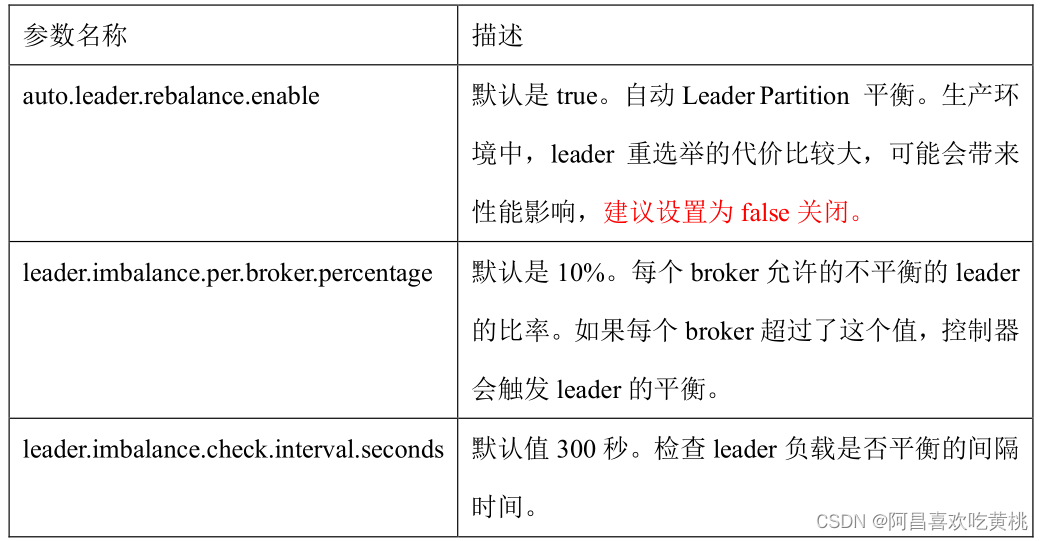 参数名称
描述
auto.leader.rebalance.enable
默认是 true。自动 Leader Partition 平衡。生产环
境中，leader 重选举的代价比较大，可能会带来
性能影响，建议设置为 false 关闭。
leader.imbalance.per.broker.percentage
默认是 10%。每个 broker 允许的不平衡的 leader
的比率。如果每个 broker 超过了这个值，控制器
会触发 leader 的平衡。
leader.imbalance.check.interval.seconds
默认值 300 秒。检查 leader 负载是否平衡的间隔
时间。
CSDN @阿昌喜欢吃黄桃